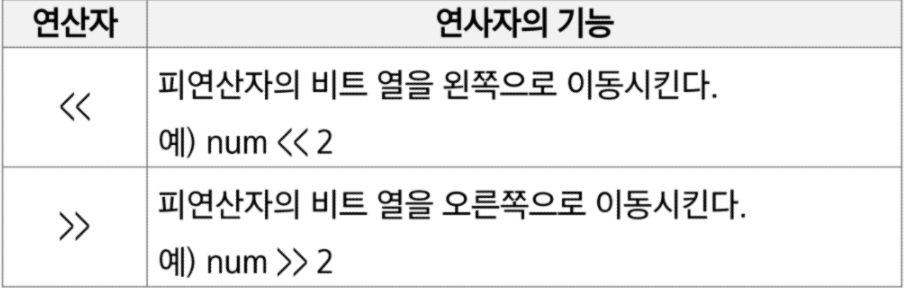 연산자 연사자의 기능
<< 피연산자의 비트 열을 왼쪽으로 이동시킨다.
예) num << 2
>> 피연산자의 비트 열을 오른쪽으로 이동시킨다.
예) num >> 2